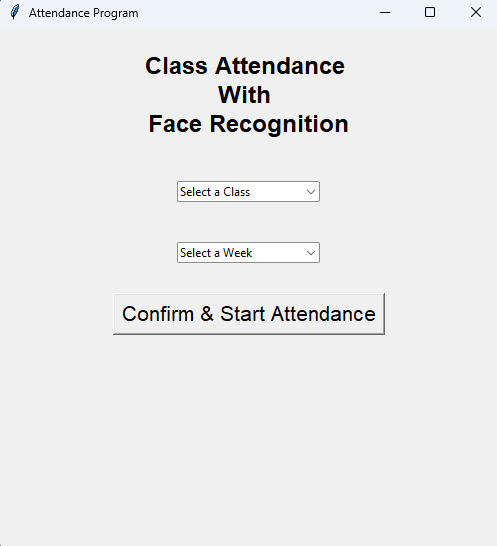 Attendance Program
Class Attendance
With
Face Recognition
Select a Class
Select a Week
Confirm & Start Attendance